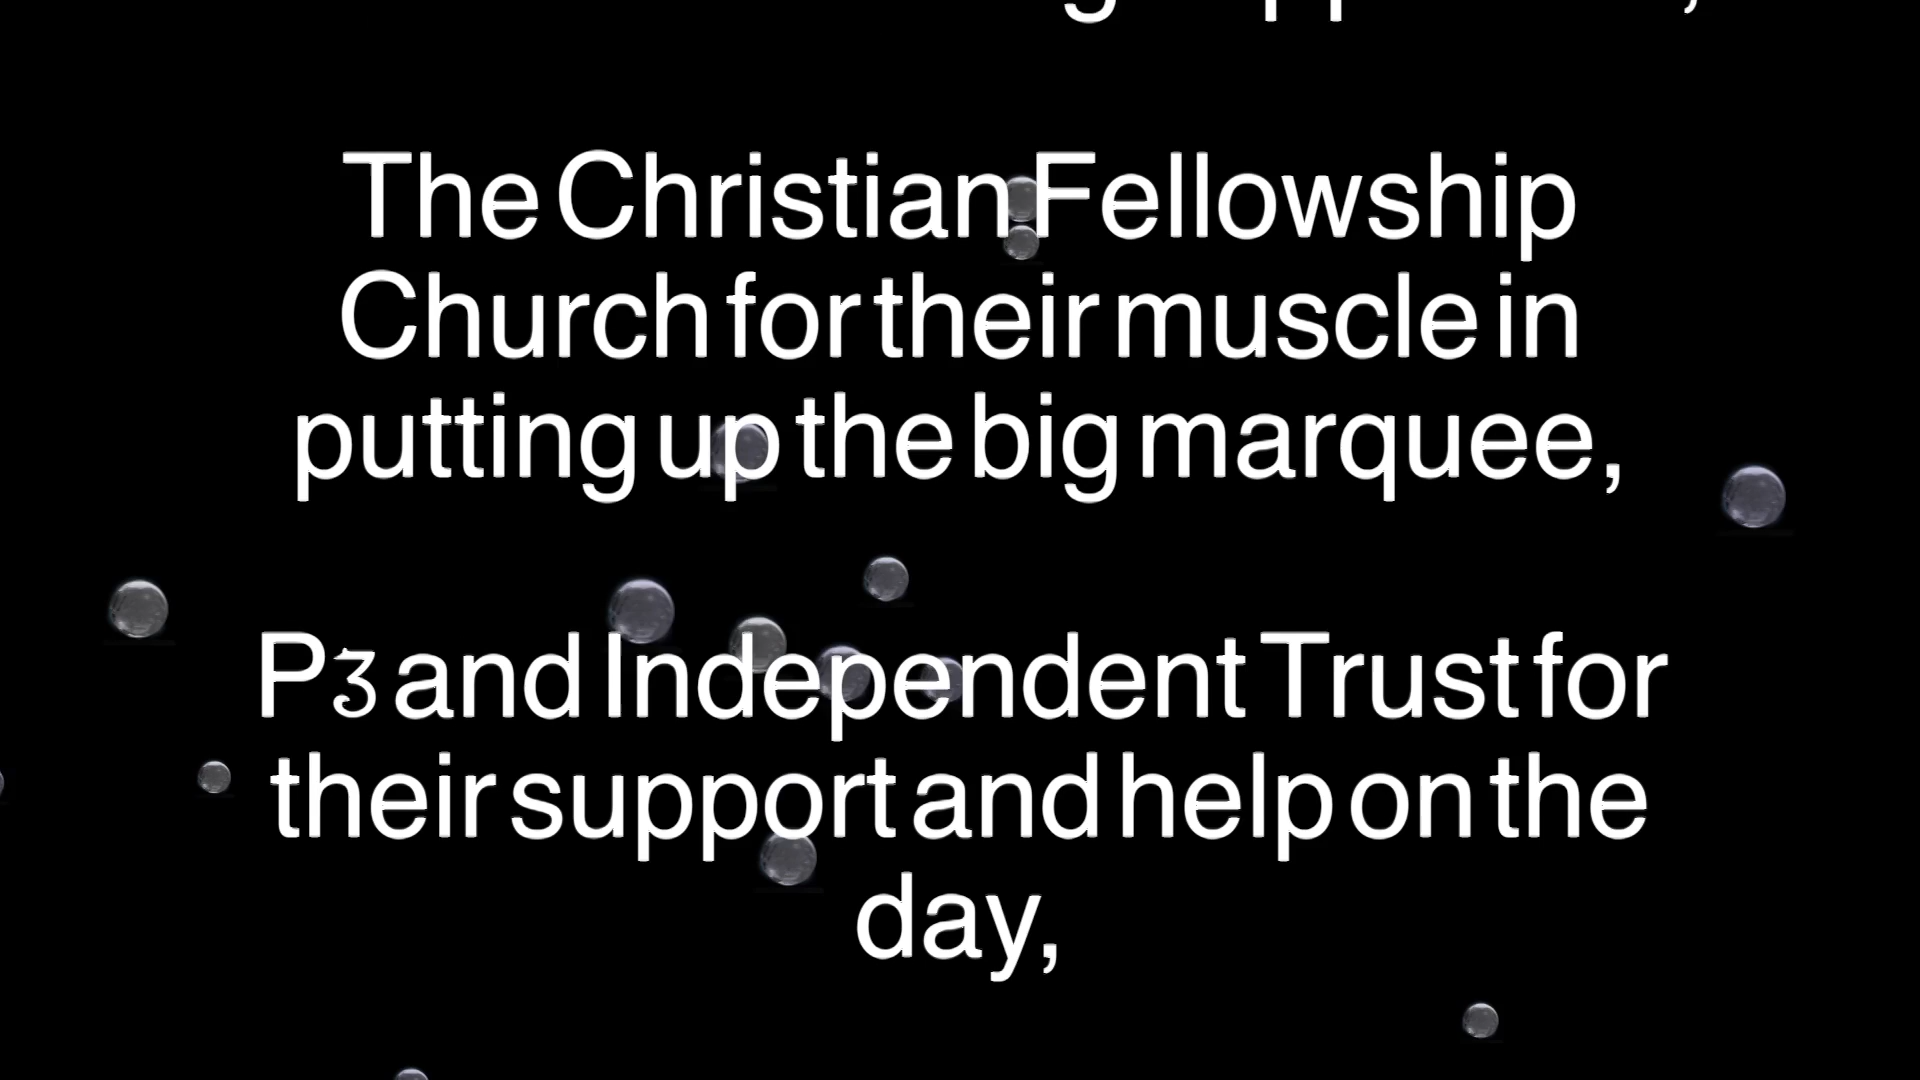 The Christian Fellowship
Church for their muscle in
putting up the big marquee,
P3 and Independent Trust for
their support and help on the
day,